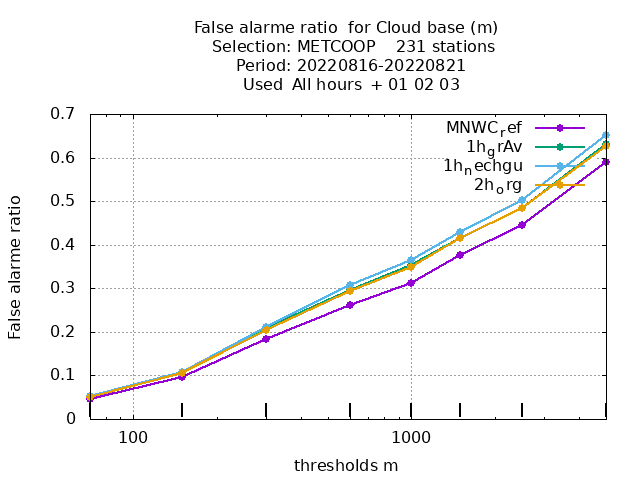 False alarme ratio  for Cloud base (m)
Selection: METCOOP    231 stations
Period: 20220816-20220821
Used  All hours  + 01 02 03
0.7
0.6
0.5
0.4
0.3
0.2
0.1
0
False alarme ratio
MNWC_ref
1h_grAv
1h_nechgu
2h_org
100
1000
thresholds m